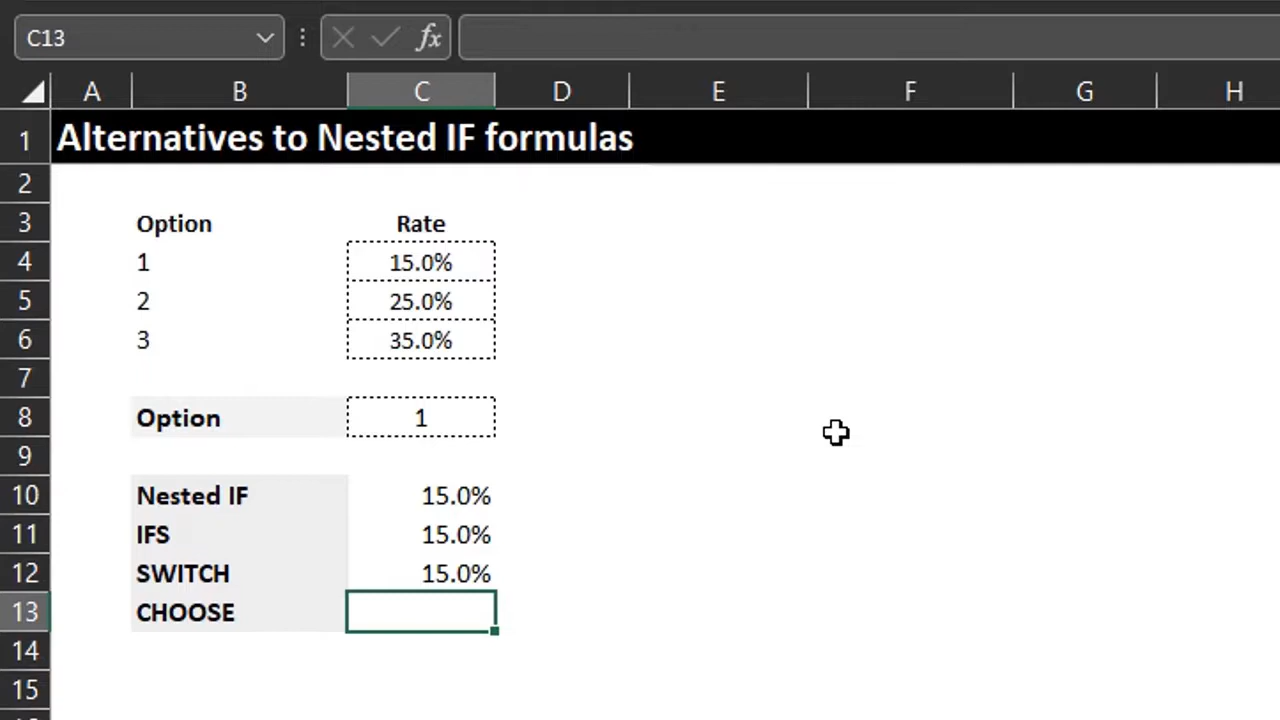 C13 fx
A B C D E F G H
1 Alternatives to Nested IF formulas
2
3 Option Rate
4 1 15.0%
5 2 25.0%
6 3 35.0%
7
8 Option 1
9
10 Nested IF 15.0%
11 IFS 15.0%
12 SWITCH 15.0%
13 CHOOSE
14
15